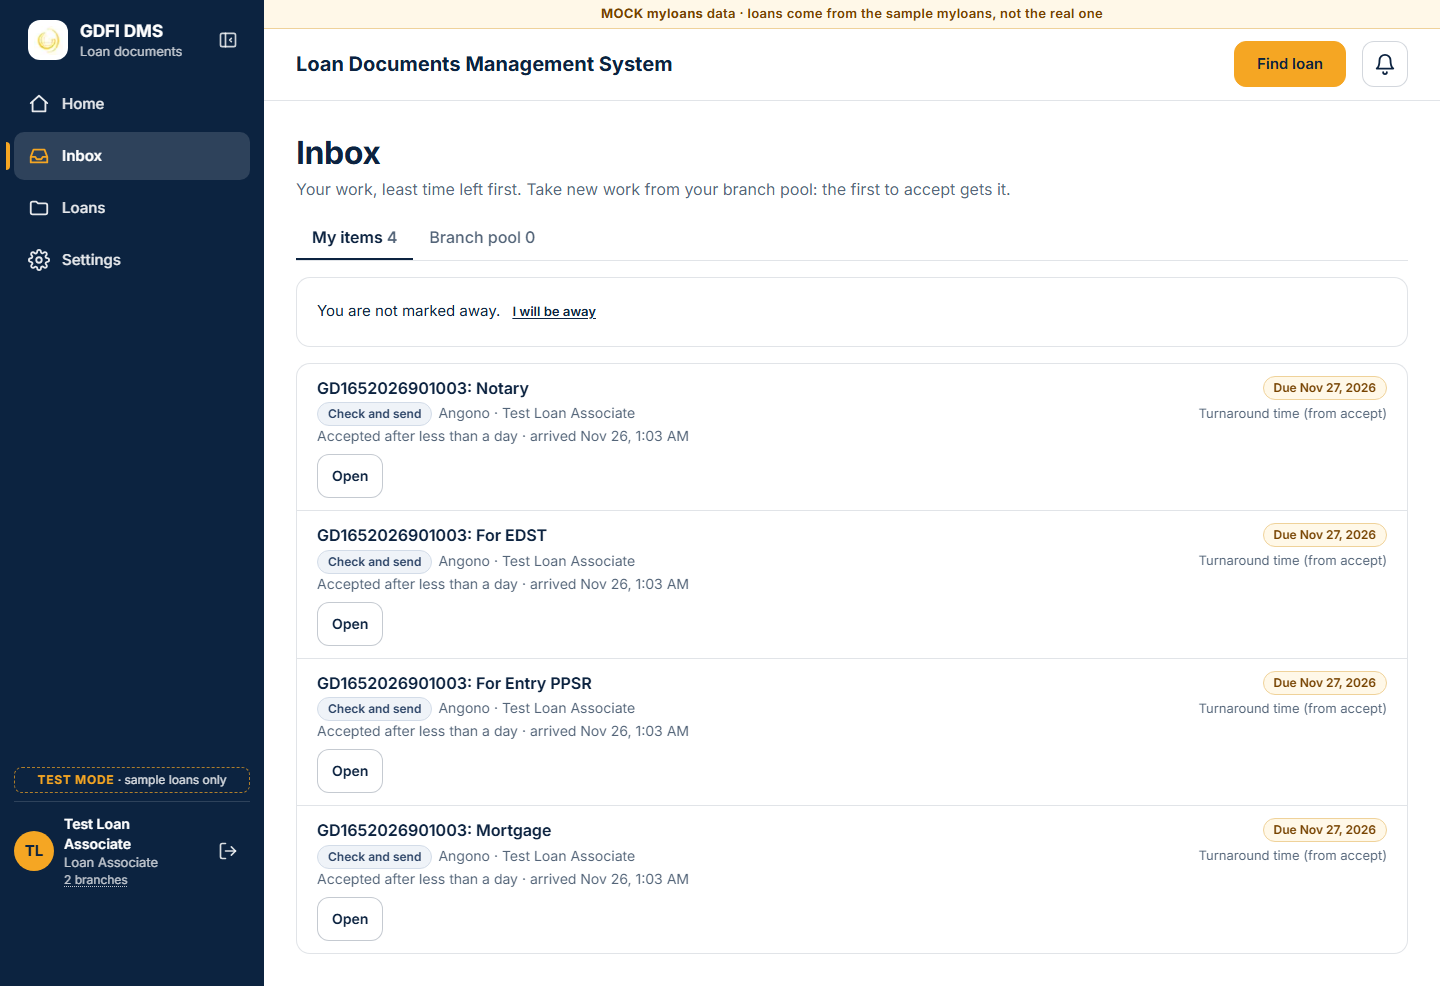 MOCK myloans data · loans come from the sample myloans, not the real one
GDFI DMS
Loan documents
Home
Inbox
Loans
Settings
TEST MODE · sample loans only
TL
Test Loan
Associate
Loan Associate
2 branches
Loan Documents Management System
Find loan
Inbox
Your work, least time left first. Take new work from your branch pool: the first to accept gets it.
My items 4
Branch pool 0
You are not marked away. I will be away
GD1652026901003: Notary
Due Nov 27, 2026
Check and send Angono · Test Loan Associate
Turnaround time (from accept)
Accepted after less than a day · arrived Nov 26, 1:03 AM
Open
GD1652026901003: For EDST
Due Nov 27, 2026
Check and send Angono · Test Loan Associate
Turnaround time (from accept)
Accepted after less than a day · arrived Nov 26, 1:03 AM
Open
GD1652026901003: For Entry PPSR
Due Nov 27, 2026
Check and send Angono · Test Loan Associate
Turnaround time (from accept)
Accepted after less than a day · arrived Nov 26, 1:03 AM
Open
GD1652026901003: Mortgage
Due Nov 27, 2026
Check and send Angono · Test Loan Associate
Turnaround time (from accept)
Accepted after less than a day · arrived Nov 26, 1:03 AM
Open